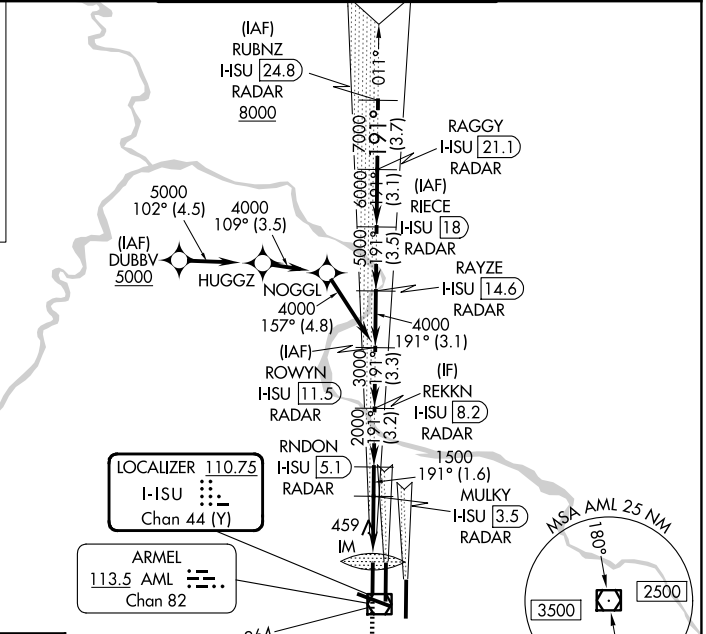 (IAF)
RUBNZ
I-ISU 24.8
RADAR
8000
011°
7000
191°
(3.7)
RAGGY
I-ISU 21.1
RADAR
6000
191°
(3.1)
(IAF)
RIECE
I-ISU 18
RADAR
5000
102° (4.5)
4000
109° (3.5)
5000
191°
(3.5)
(IAF)
DUBBV
5000
HUGGZ
NOGGL
4000
157° (4.8)
RAYZE
I-ISU 14.6
RADAR
4000
191° (3.1)
(IAF)
ROWYN
I-ISU 11.5
RADAR
3000
191°
(3.3)
(IF)
REKKN
I-ISU 8.2
RADAR
2000
191°
(3.2)
RNDON
I-ISU 5.1
RADAR
1500
191° (1.6)
MULKY
I-ISU 3.5
RADAR
LOCALIZER 110.75
I-ISU
Chan 44 (Y)
459
IM
ARMEL
113.5 AML
Chan 82
MSA AML 25 NM
180°
3500
2500